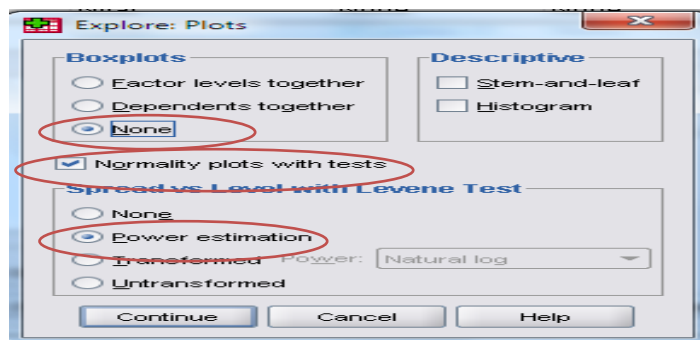 Explore: Plots
Boxplots
Factor levels together
Dependents together
None
Descriptive
Stem-and-leaf
Histogram
Normality plots with tests
Spread vs Level with Levene Test
None
Power estimation
Transformed Power: Natural log
Untransformed
Continue Cancel Help